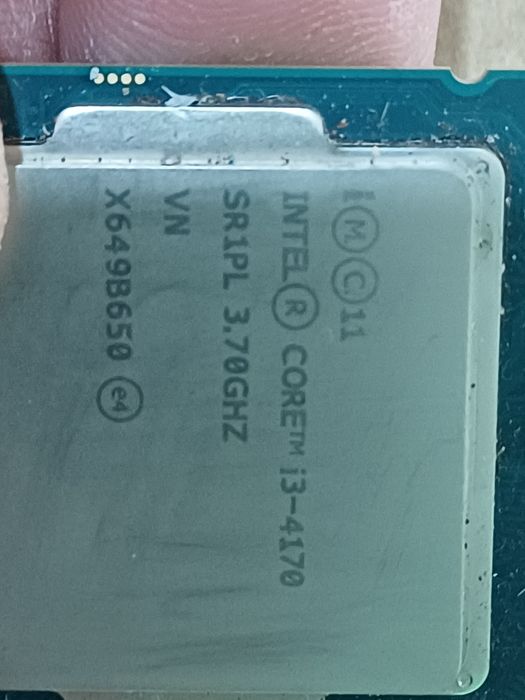 i Ⓜ Ⓒ 11
INTEL® CORE™ i3-4170
SR1PL 3.70GHZ
VN
X649B650 e4